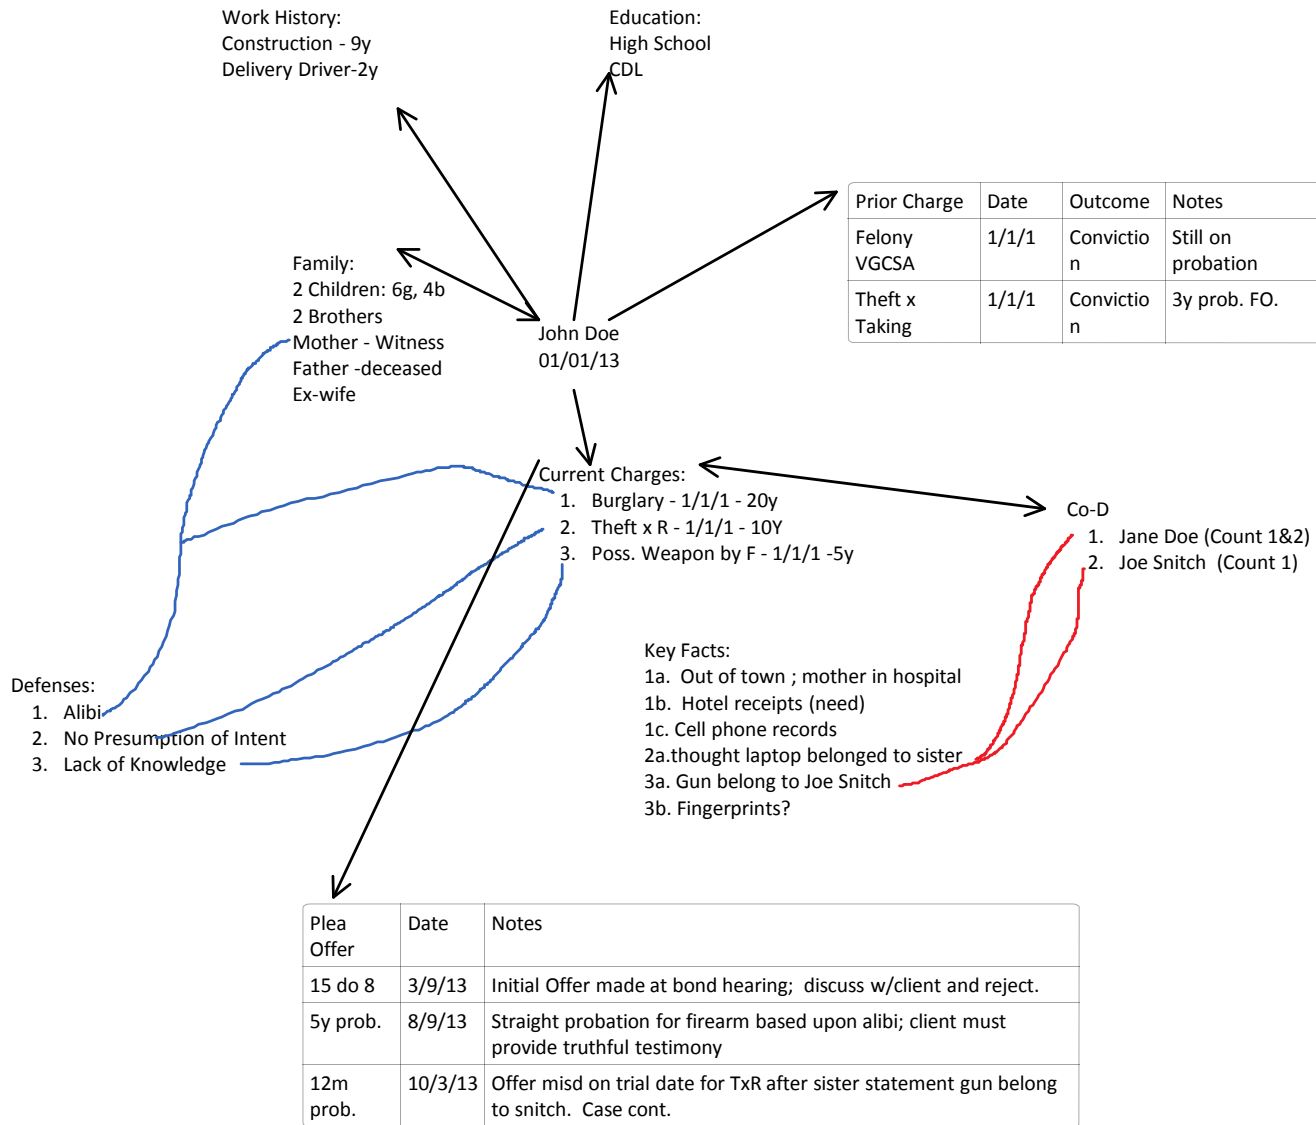 Work History:
Construction - 9y
Delivery Driver-2y
Education:
High School
CDL
Prior Charge Date Outcome Notes
Felony 1/1/1 Convictio Still on
VGCSA n probation
Theft x 1/1/1 Convictio 3y prob. FO.
Taking n
Family:
2 Children: 6g, 4b
2 Brothers
Mother - Witness
Father -deceased
Ex-wife
John Doe
01/01/13
Current Charges:
1. Burglary - 1/1/1 - 20y
2. Theft x R - 1/1/1 - 10Y
3. Poss. Weapon by F - 1/1/1 -5y
Co-D
1. Jane Doe (Count 1&2)
2. Joe Snitch (Count 1)
Defenses:
1. Alibi
2. No Presumption of Intent
3. Lack of Knowledge
Key Facts:
1a. Out of town ; mother in hospital
1b. Hotel receipts (need)
1c. Cell phone records
2a.thought laptop belonged to sister
3a. Gun belong to Joe Snitch
3b. Fingerprints?
Plea Date Notes
Offer
15 do 8 3/9/13 Initial Offer made at bond hearing; discuss w/client and reject.
5y prob. 8/9/13 Straight probation for firearm based upon alibi; client must
provide truthful testimony
12m 10/3/13 Offer misd on trial date for TxR after sister statement gun belong
prob. to snitch. Case cont.